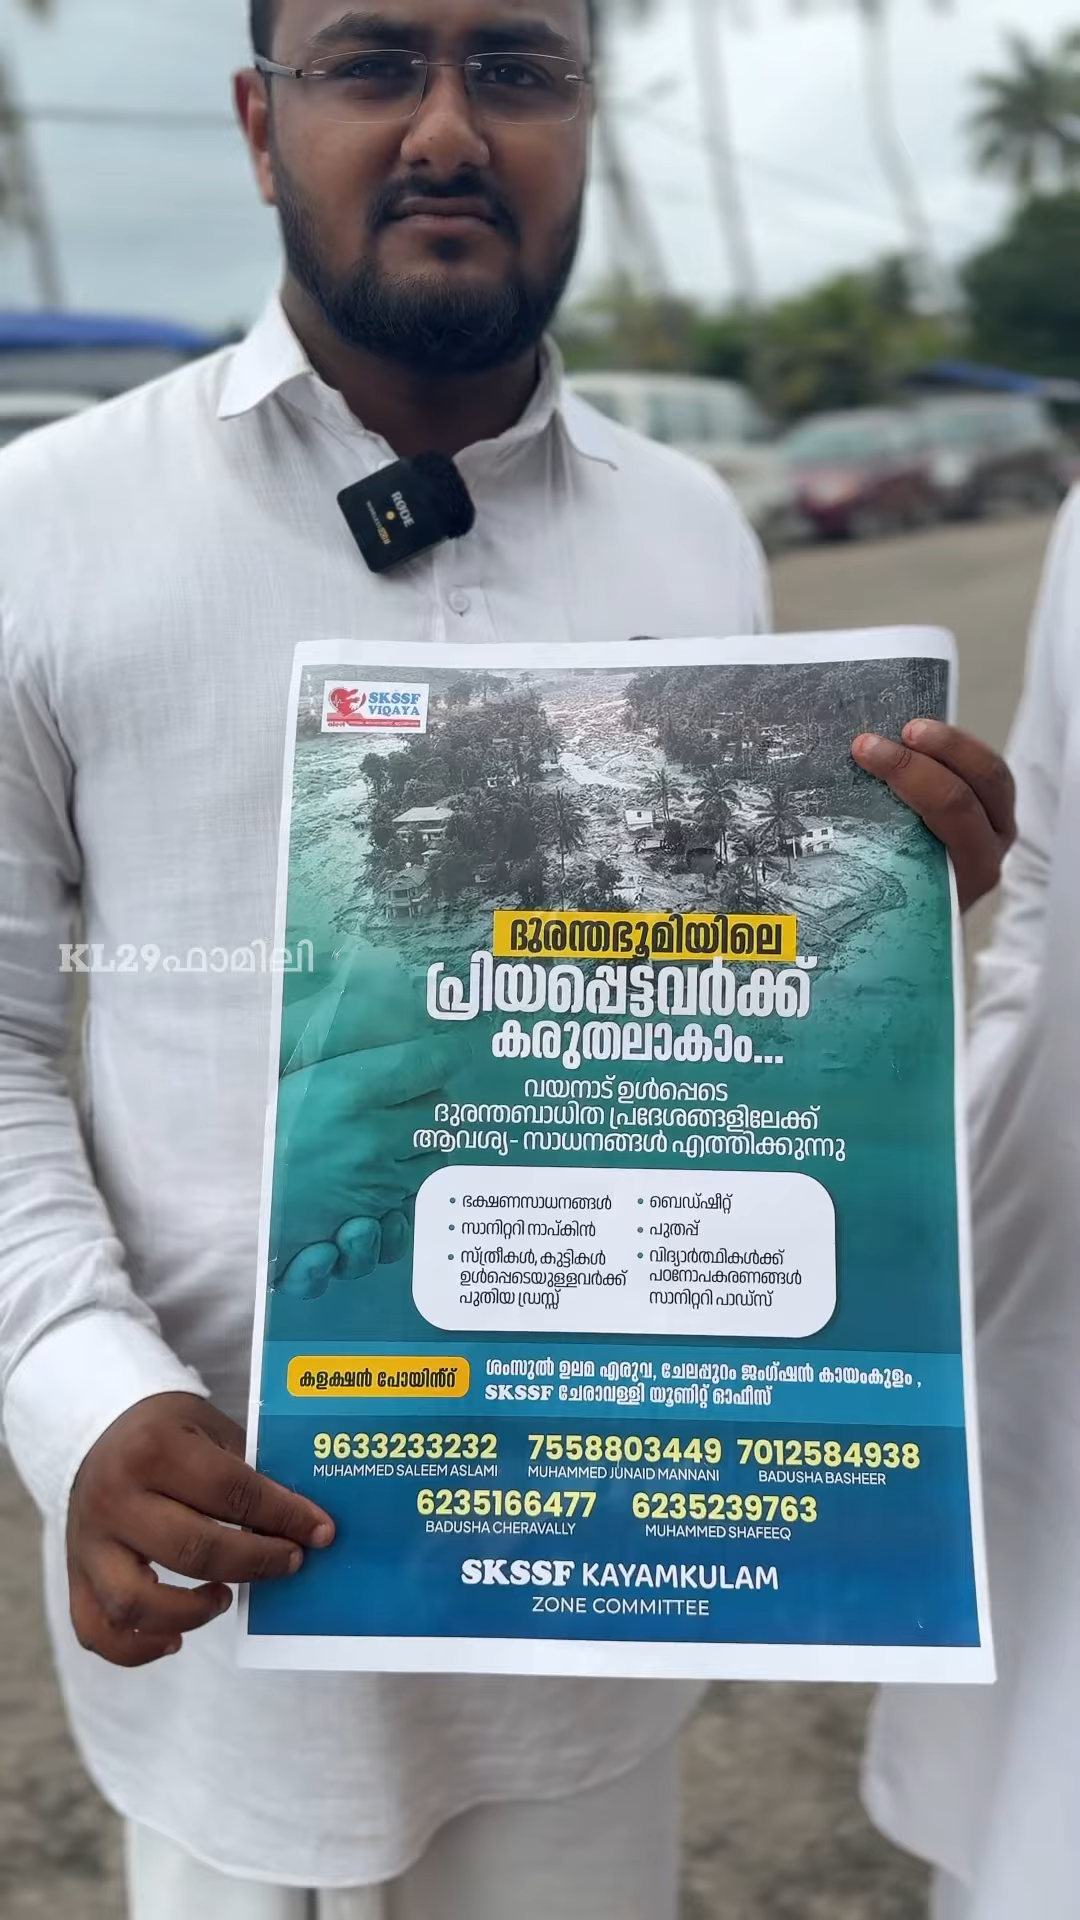 RØDE
SKSSF
VIQAYA
ദുരന്തഭൂമിയിലെ
KL29ഫാമിലി
പ്രിയപ്പെട്ടവർക്ക്
കരുതലാകാം...
വയനാട് ഉൾപ്പെടെ
ദുരന്തബാധിത പ്രദേശങ്ങളിലേക്ക്
ആവശ്യ- സാധനങ്ങൾ എത്തിക്കുന്നു
• ഭക്ഷണസാധനങ്ങൾ
• സാനിറ്ററി നാപ്കിൻ
• സ്ത്രീകൾ, കുട്ടികൾ
ഉൾപ്പെടെയുള്ളവർക്ക്
പുതിയ ഡ്രസ്സ്
• ബെഡ്ഷീറ്റ്
• പുതപ്പ്
• വിദ്യാർത്ഥികൾക്ക്
പഠനോപകരണങ്ങൾ
സാനിറ്ററി പാഡ്സ്
കളക്ഷൻ പോയിൻ്റ്
ശംസുൽ ഉലമ എരുവ, ചേലപ്പുറം ജംഗ്ഷൻ കായംകുളം ,
SKSSF ചേരാവള്ളി യൂണിറ്റ് ഓഫീസ്
9633233232 7558803449 7012584938
MUHAMMED SALEEM ASLAMI MUHAMMED JUNAID MANNANI BADUSHA BASHEER
6235166477 6235239763
BADUSHA CHERAVALLY MUHAMMED SHAFEEQ
SKSSF KAYAMKULAM
ZONE COMMITTEE